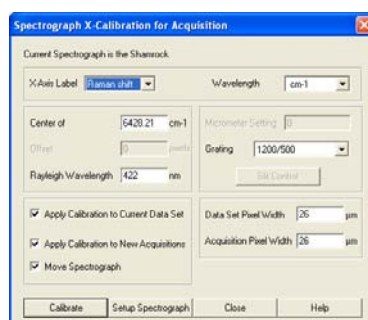 Spectrograph X-Calibration for Acquisition
Current Spectrograph is the Shamrock
X-Axis Label Raman shift Wavelength cm-1
Center of 6428.21 cm-1 Micrometer Setting 0
Offset 0 pixels Grating 1200/500
Rayleigh Wavelength 422 nm Slit Control
Apply Calibration to Current Data Set Data Set Pixel Width 26 µm
Apply Calibration to New Acquisitions Acquisition Pixel Width 26 µm
Move Spectrograph
Calibrate Setup Spectrograph Close Help